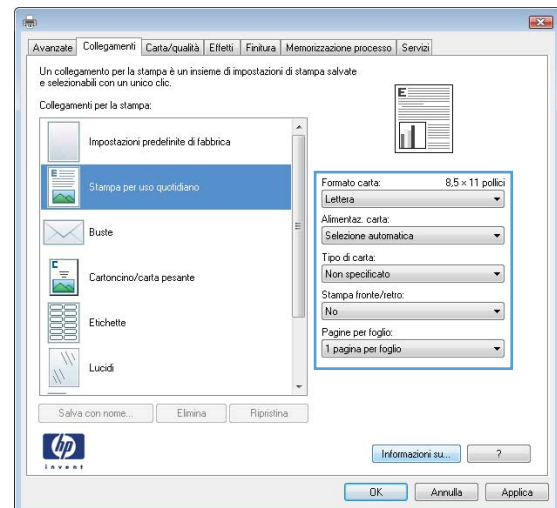 Avanzate Collegamenti Carta/qualità Effetti Finitura Memorizzazione processo Servizi
Un collegamento per la stampa è un insieme di impostazioni di stampa salvate
e selezionabili con un unico clic.
Collegamenti per la stampa:
E
Impostazioni predefinite di fabbrica
E
Stampa per uso quotidiano
Buste
C
Cartoncino/carta pesante
Etichette
Lucidi
Formato carta: 8,5 × 11 pollici
Lettera
Alimentaz. carta:
Selezione automatica
Tipo di carta:
Non specificato
Stampa fronte/retro:
No
Pagine per foglio:
1 pagina per foglio
Salva con nome... Elimina Ripristina
hp
invent
Informazioni su... ?
OK Annulla Applica